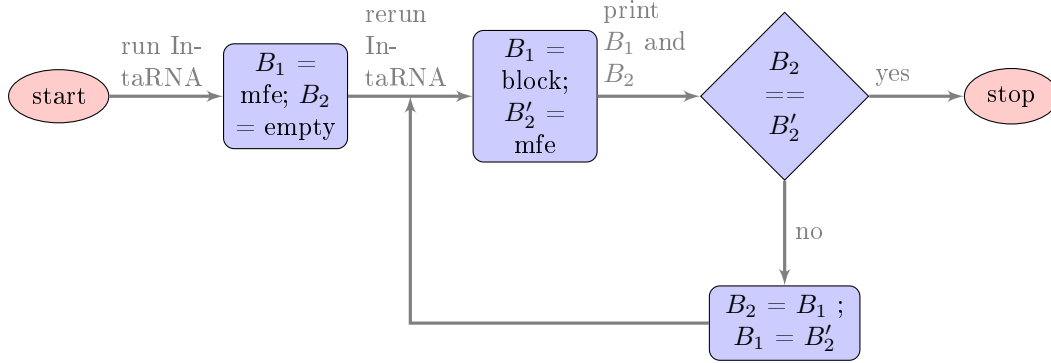 start
run In-
taRNA
B₁ =
mfe; B₂
= empty
rerun
In-
taRNA
B₁ =
block;
B₂′ =
mfe
print
B₁ and
B₂
B₂
==
B₂′
yes
stop
no
B₂ = B₁ ;
B₁ = B₂′